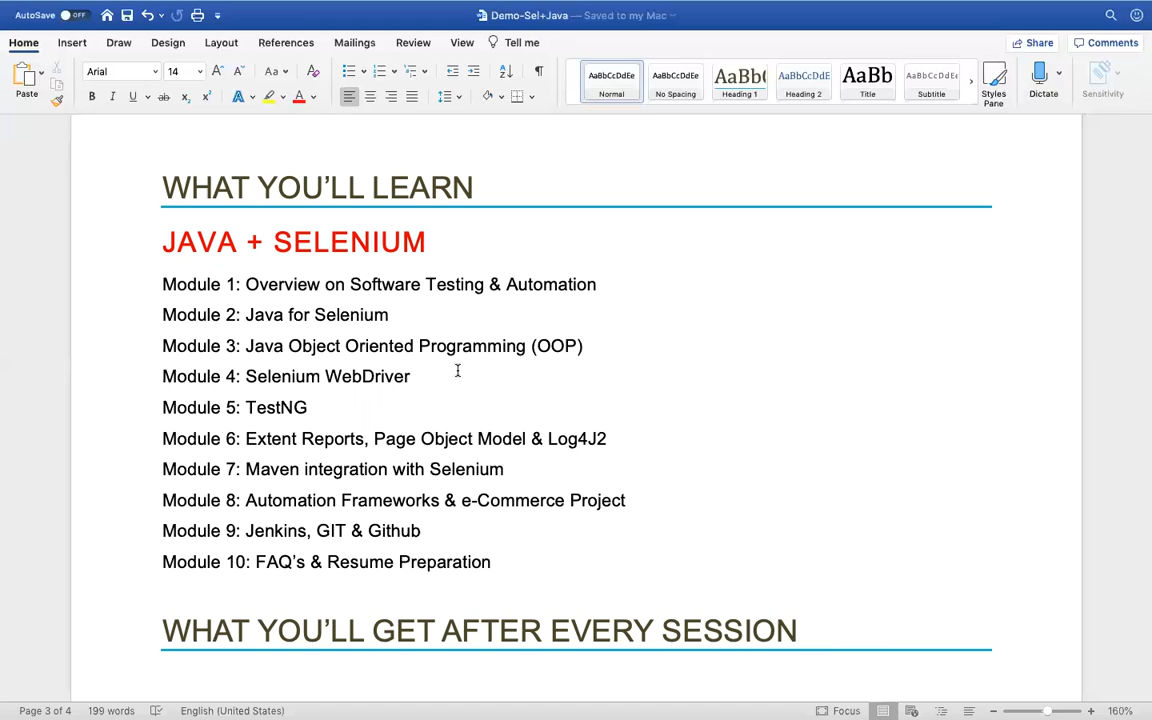 AutoSave OFF
Demo-Sel+Java — Saved to my Mac
Home Insert Draw Design Layout References Mailings Review View Tell me Share Comments
Paste Arial 14 Aa AaBbCcDdEe AaBbCcDdEe AaBb( AaBbCcDdE AaBb AaBbCcDdEe
Normal No Spacing Heading 1 Heading 2 Title Subtitle Styles Pane Dictate Sensitivity
WHAT YOU’LL LEARN
JAVA + SELENIUM
Module 1: Overview on Software Testing & Automation
Module 2: Java for Selenium
Module 3: Java Object Oriented Programming (OOP)
Module 4: Selenium WebDriver
Module 5: TestNG
Module 6: Extent Reports, Page Object Model & Log4J2
Module 7: Maven integration with Selenium
Module 8: Automation Frameworks & e-Commerce Project
Module 9: Jenkins, GIT & Github
Module 10: FAQ’s & Resume Preparation
WHAT YOU’LL GET AFTER EVERY SESSION
Page 3 of 4 199 words English (United States) Focus 160%